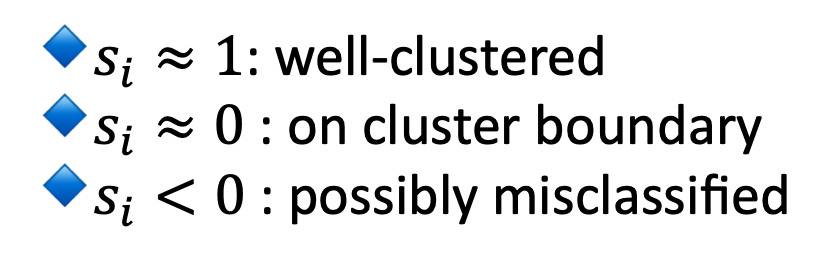 🔷 sᵢ ≈ 1: well-clustered
🔷 sᵢ ≈ 0 : on cluster boundary
🔷 sᵢ < 0 : possibly misclassified